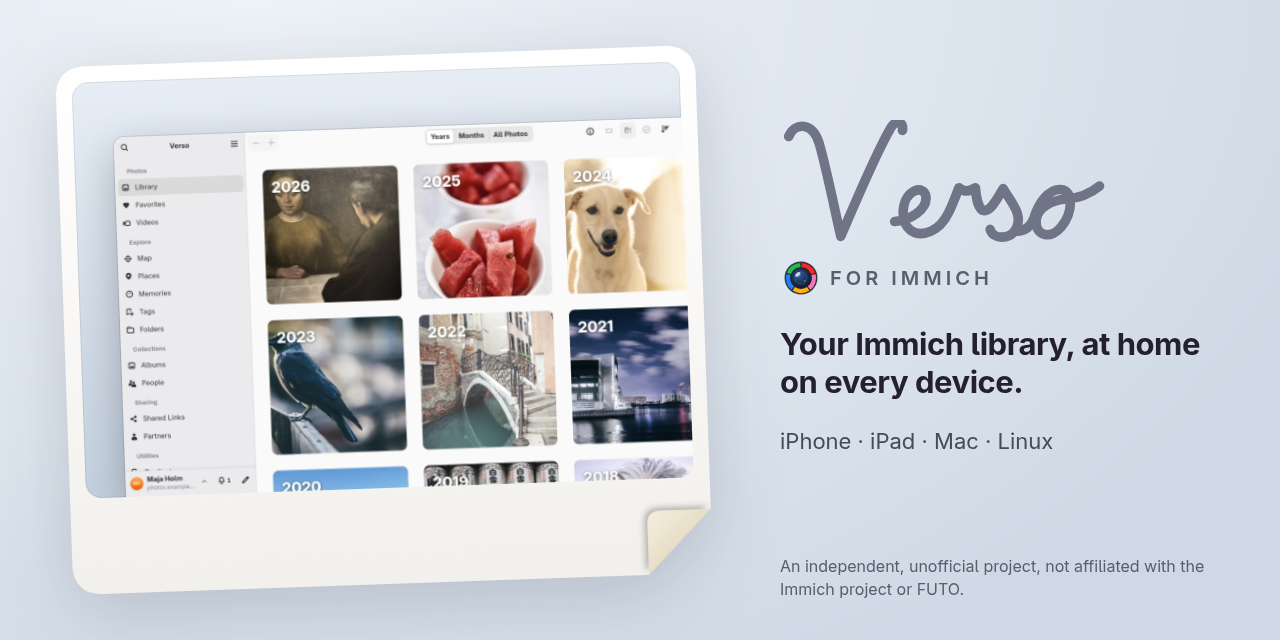 Verso
Years Months All Photos
Photos
Library
Favorites
Videos
Explore
Map
Places
Memories
Tags
Folders
Collections
Albums
People
Sharing
Shared Links
Partners
Utilities
Maja Holm
photos.example...
1
2026
2025
2024
2023
2022
2021
2020
2019
2018
Verso
FOR IMMICH
Your Immich library, at home
on every device.
iPhone · iPad · Mac · Linux
An independent, unofficial project, not affiliated with the
Immich project or FUTO.